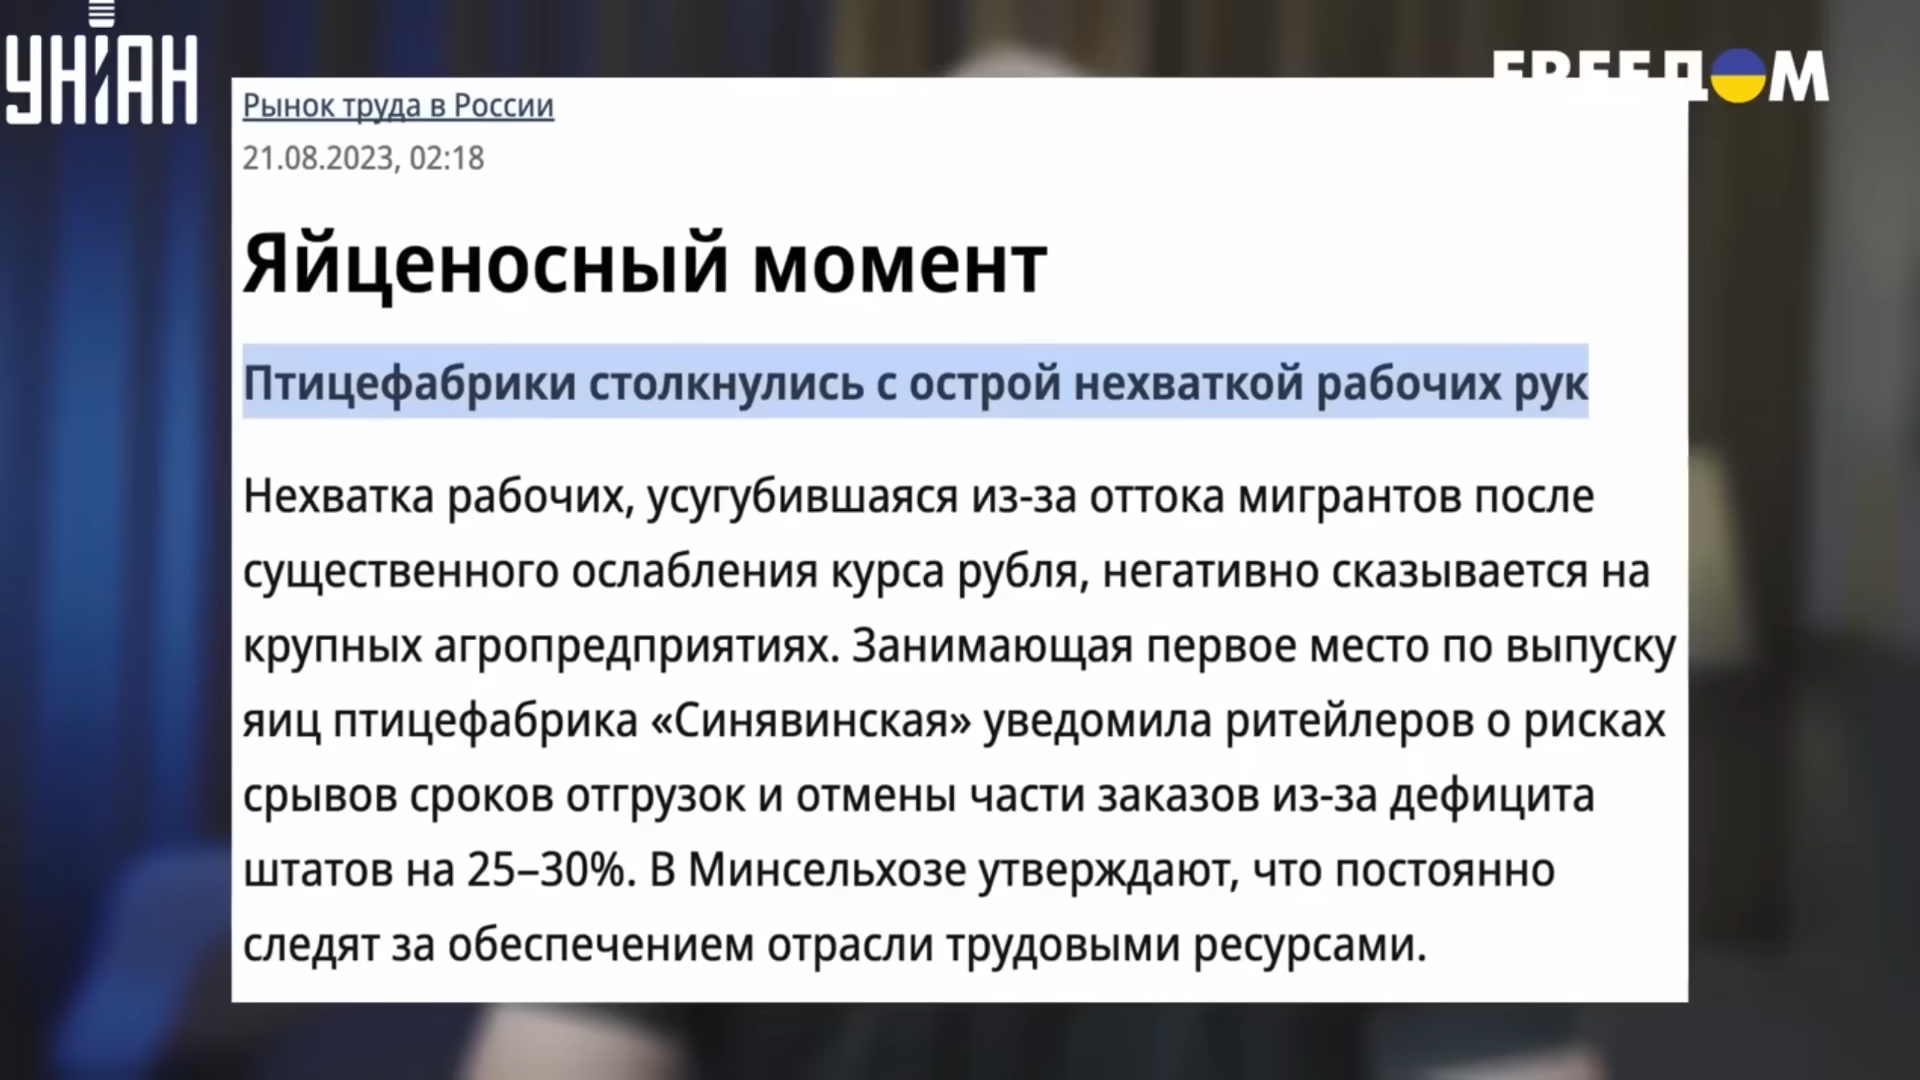 УНІАН
FREEДOM
Рынок труда в России
21.08.2023, 02:18
Яйценосный момент
Птицефабрики столкнулись с острой нехваткой рабочих рук
Нехватка рабочих, усугубившаяся из-за оттока мигрантов после
существенного ослабления курса рубля, негативно сказывается на
крупных агропредприятиях. Занимающая первое место по выпуску
яиц птицефабрика «Синявинская» уведомила ритейлеров о рисках
срывов сроков отгрузок и отмены части заказов из-за дефицита
штатов на 25–30%. В Минсельхозе утверждают, что постоянно
следят за обеспечением отрасли трудовыми ресурсами.